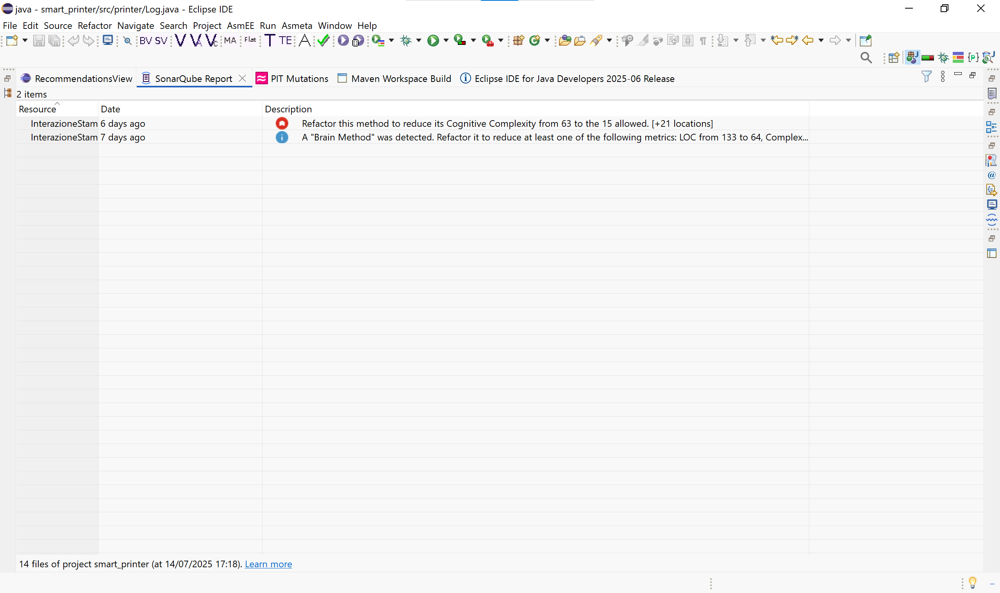 java - smart_printer/src/printer/Log.java - Eclipse IDE
File Edit Source Refactor Navigate Search Project AsmEE Run Asmeta Window Help
BV SV V VA Vc MA Flat T TE A
RecommendationsView SonarQube Report PIT Mutations Maven Workspace Build Eclipse IDE for Java Developers 2025-06 Release
2 items
Resource Date Description
InterazioneStam 6 days ago Refactor this method to reduce its Cognitive Complexity from 63 to the 15 allowed. [+21 locations]
InterazioneStam 7 days ago A "Brain Method" was detected. Refactor it to reduce at least one of the following metrics: LOC from 133 to 64, Complex...
14 files of project smart_printer (at 14/07/2025 17:18). Learn more